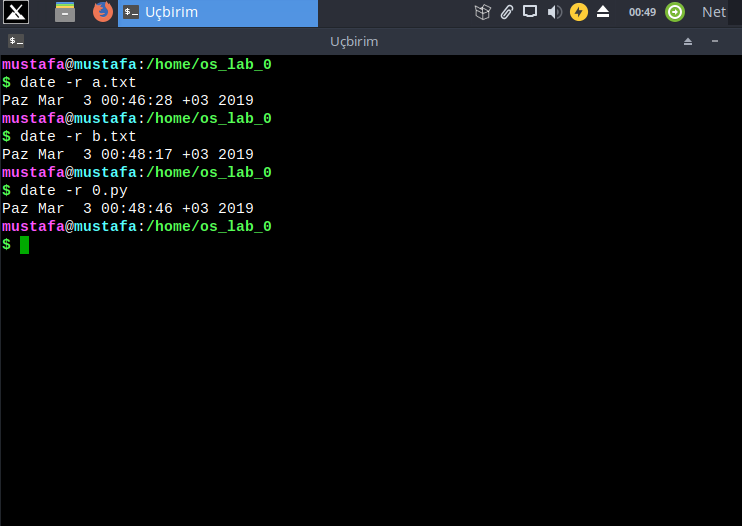 Uçbirim
00:49
Net
Uçbirim
mustafa@mustafa:/home/os_lab_0
$ date -r a.txt
Paz Mar  3 00:46:28 +03 2019
mustafa@mustafa:/home/os_lab_0
$ date -r b.txt
Paz Mar  3 00:48:17 +03 2019
mustafa@mustafa:/home/os_lab_0
$ date -r 0.py
Paz Mar  3 00:48:46 +03 2019
mustafa@mustafa:/home/os_lab_0
$